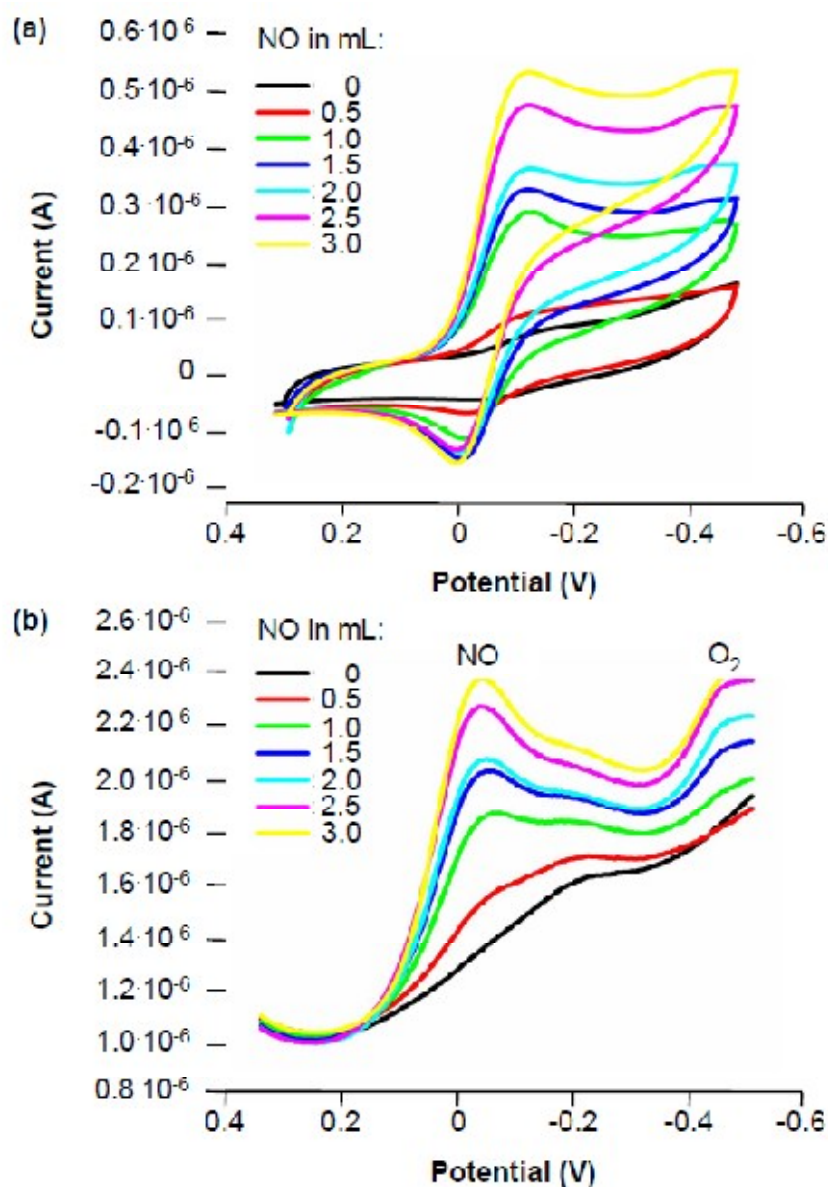 (a)
NO in mL:
0
0.5
1.0
1.5
2.0
2.5
3.0
0.6·10⁻⁶
0.5·10⁻⁶
0.4·10⁻⁶
0.3·10⁻⁶
0.2·10⁻⁶
0.1·10⁻⁶
0
-0.1·10⁻⁶
-0.2·10⁻⁶
Current (A)
0.4 0.2 0 -0.2 -0.4 -0.6
Potential (V)
(b)
NO in mL:
0
0.5
1.0
1.5
2.0
2.5
3.0
NO
O₂
2.6·10⁻⁶
2.4·10⁻⁶
2.2·10⁻⁶
2.0·10⁻⁶
1.8·10⁻⁶
1.6·10⁻⁶
1.4·10⁻⁶
1.2·10⁻⁶
1.0·10⁻⁶
0.8 10⁻⁶
Current (A)
0.4 0.2 0 -0.2 -0.4 -0.6
Potential (V)